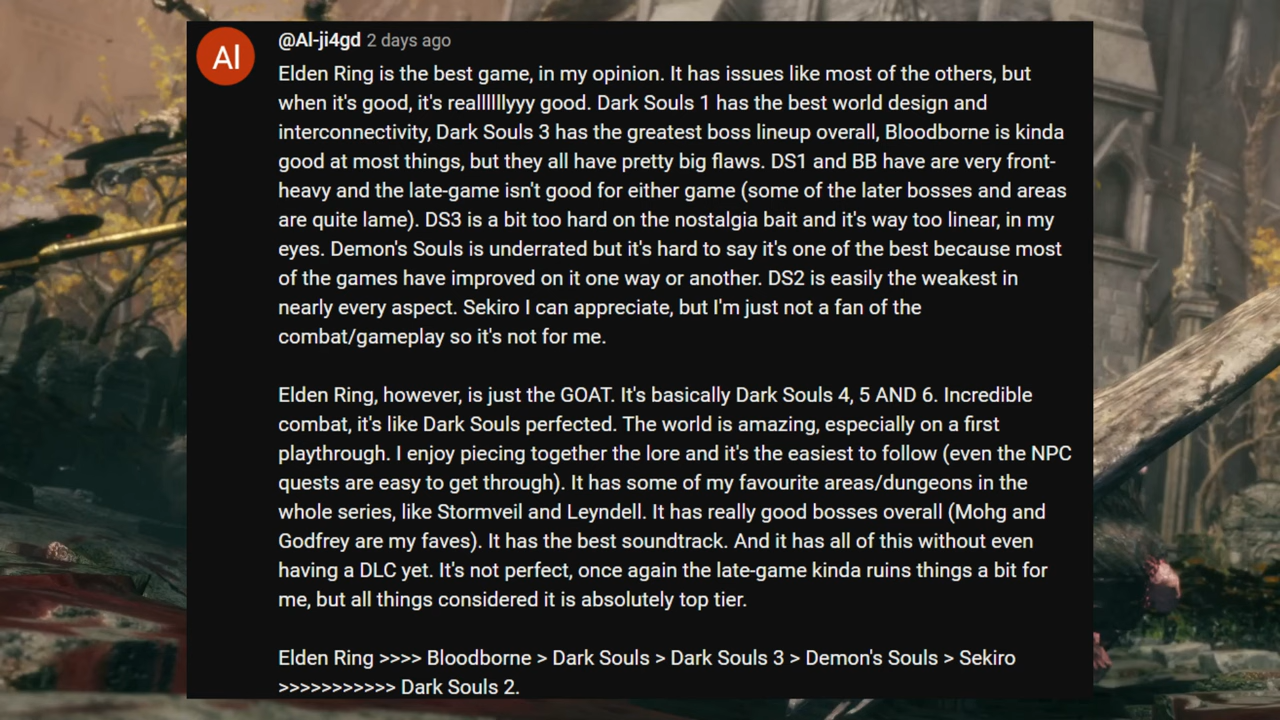 Al
@Al-ji4gd 2 days ago
Elden Ring is the best game, in my opinion. It has issues like most of the others, but
when it's good, it's reallllllyyy good. Dark Souls 1 has the best world design and
interconnectivity, Dark Souls 3 has the greatest boss lineup overall, Bloodborne is kinda
good at most things, but they all have pretty big flaws. DS1 and BB have are very front-
heavy and the late-game isn't good for either game (some of the later bosses and areas
are quite lame). DS3 is a bit too hard on the nostalgia bait and it's way too linear, in my
eyes. Demon's Souls is underrated but it's hard to say it's one of the best because most
of the games have improved on it one way or another. DS2 is easily the weakest in
nearly every aspect. Sekiro I can appreciate, but I'm just not a fan of the
combat/gameplay so it's not for me.
Elden Ring, however, is just the GOAT. It's basically Dark Souls 4, 5 AND 6. Incredible
combat, it's like Dark Souls perfected. The world is amazing, especially on a first
playthrough. I enjoy piecing together the lore and it's the easiest to follow (even the NPC
quests are easy to get through). It has some of my favourite areas/dungeons in the
whole series, like Stormveil and Leyndell. It has really good bosses overall (Mohg and
Godfrey are my faves). It has the best soundtrack. And it has all of this without even
having a DLC yet. It's not perfect, once again the late-game kinda ruins things a bit for
me, but all things considered it is absolutely top tier.
Elden Ring >>>> Bloodborne > Dark Souls > Dark Souls 3 > Demon's Souls > Sekiro
>>>>>>>>>>> Dark Souls 2.